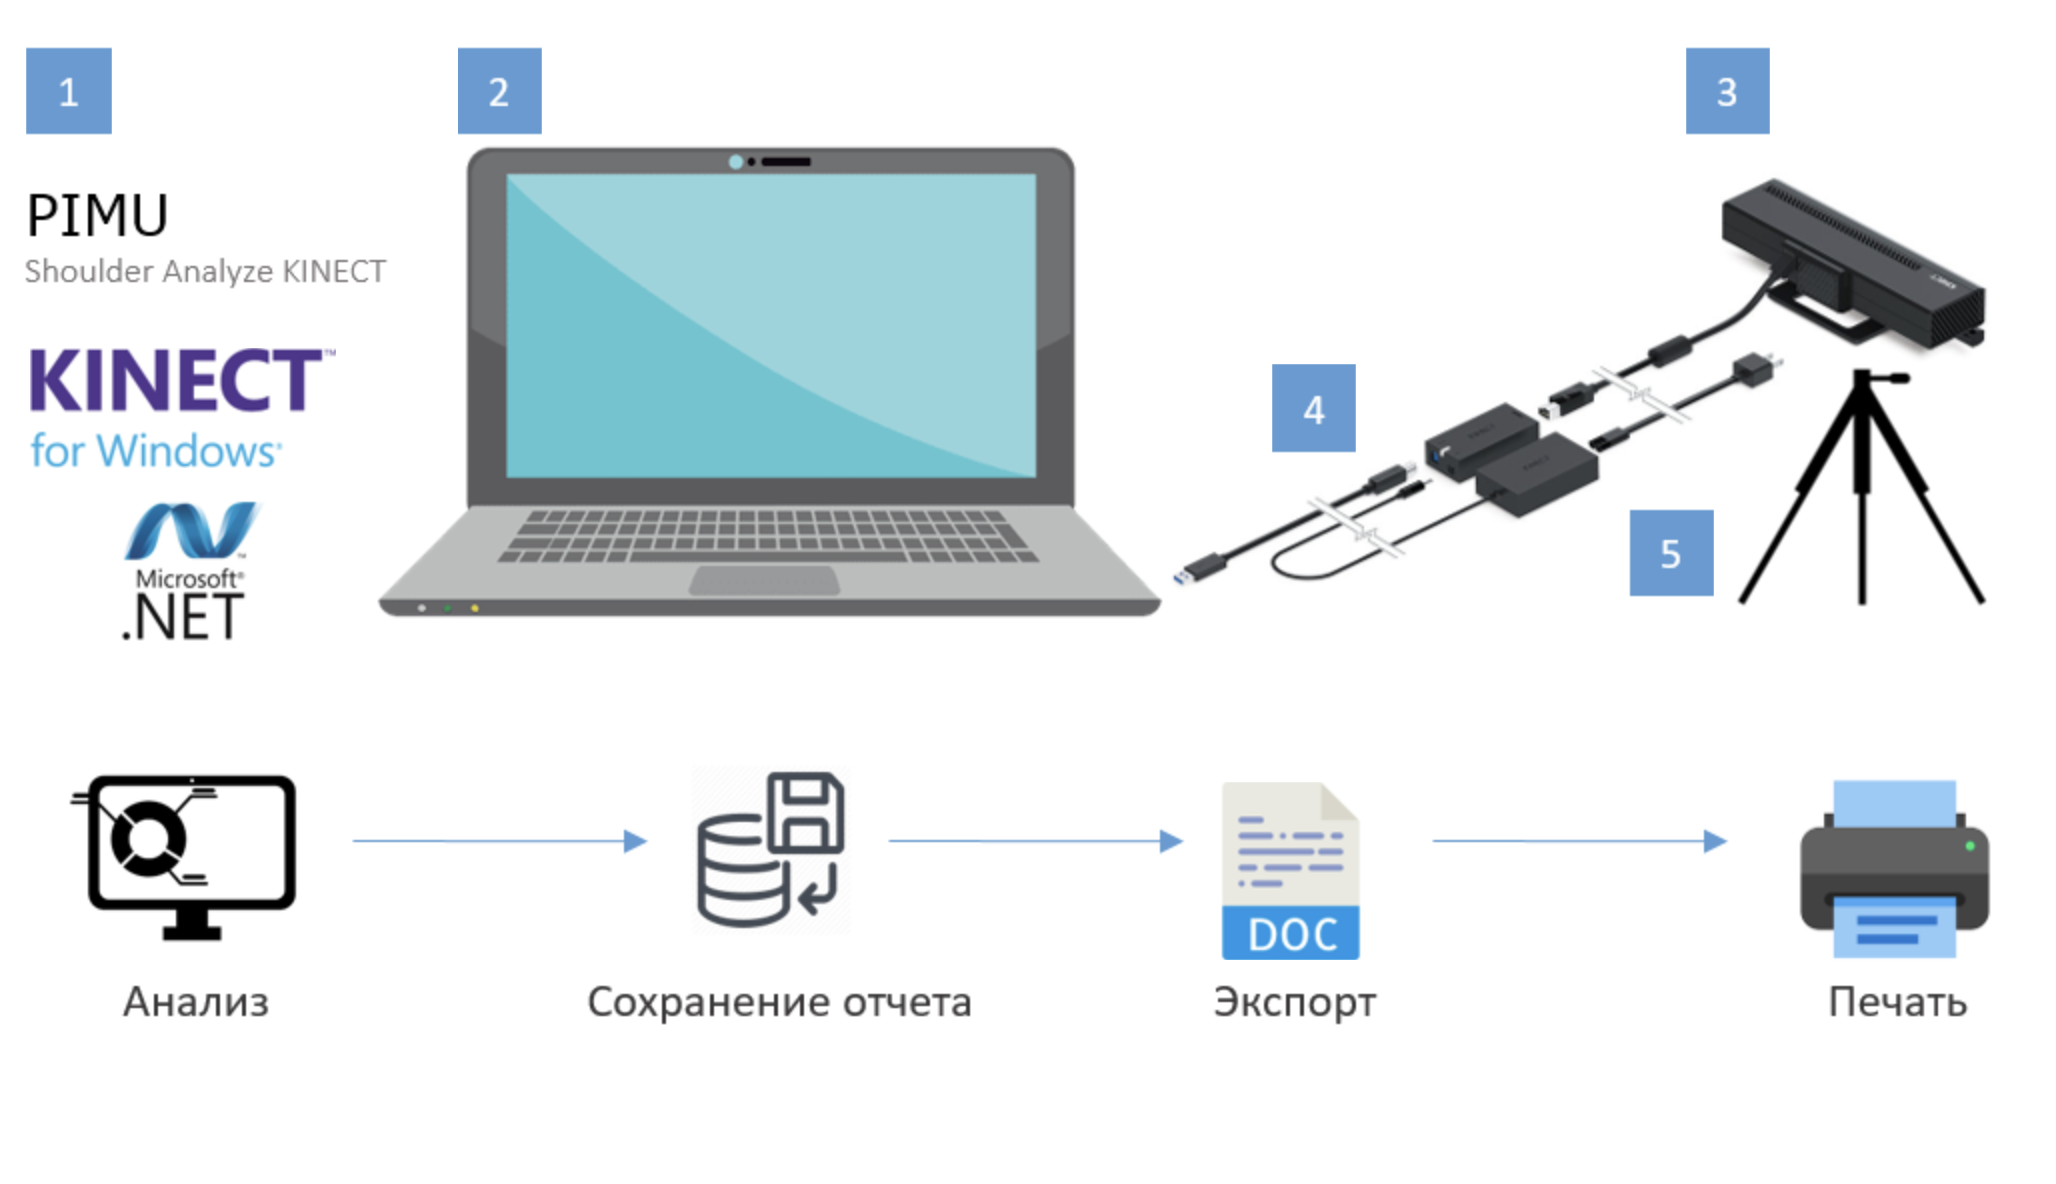 1
2
3
PIMU
Shoulder Analyze KINECT
KINECT™
for Windows®
4
5
Microsoft®
.NET
DOC
Анализ
Сохранение отчета
Экспорт
Печать